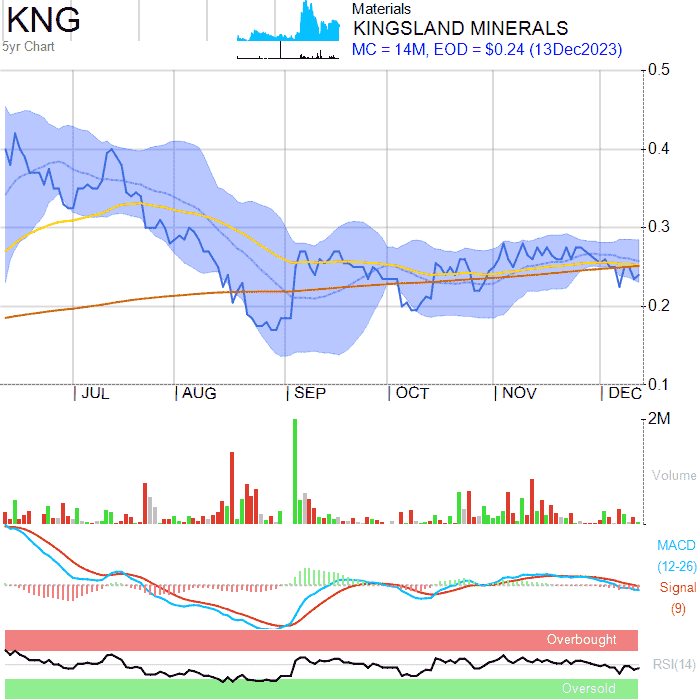 KNG
5yr Chart
Materials
KINGSLAND MINERALS
MC = 14M, EOD = $0.24 (13Dec2023)
0.5
0.4
0.3
0.2
0.1
JUL AUG SEP OCT NOV DEC
2M
Volume
MACD
(12-26)
Signal
(9)
Overbought
RSI(14)
Oversold